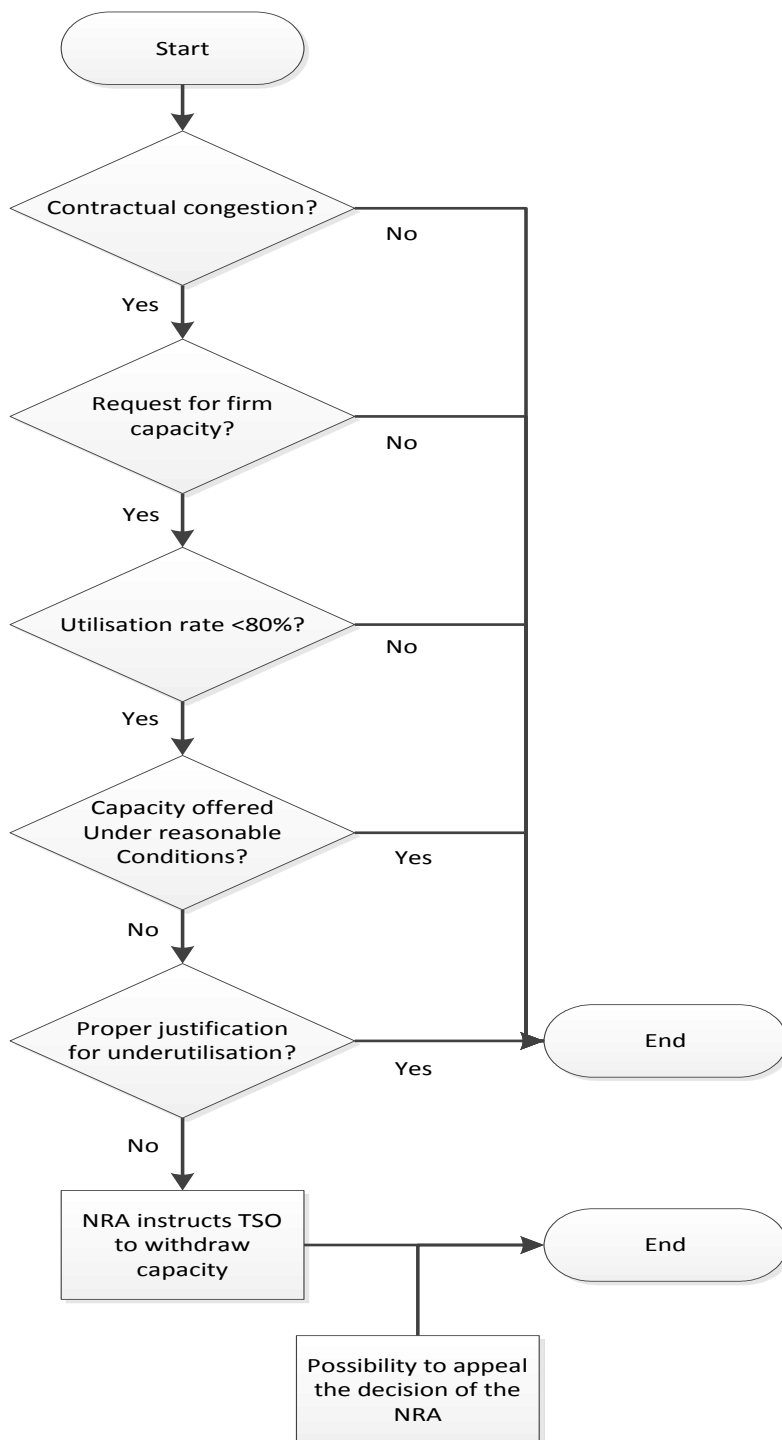 Start
Contractual congestion?
No
Yes
Request for firm
capacity?
No
Yes
Utilisation rate <80%?
No
Yes
Capacity offered
Under reasonable
Conditions?
Yes
No
Proper justification
for underutilisation?
Yes
End
No
NRA instructs TSO
to withdraw
capacity
End
Possibility to appeal
the decision of the
NRA